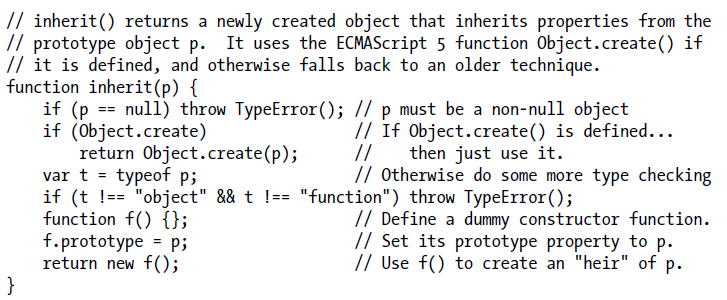 // inherit() returns a newly created object that inherits properties from the
// prototype object p.  It uses the ECMAScript 5 function Object.create() if
// it is defined, and otherwise falls back to an older technique.
function inherit(p) {
    if (p == null) throw TypeError(); // p must be a non-null object
    if (Object.create)                // If Object.create() is defined...
        return Object.create(p);      //    then just use it.
    var t = typeof p;                 // Otherwise do some more type checking
    if (t !== "object" && t !== "function") throw TypeError();
    function f() {};                  // Define a dummy constructor function.
    f.prototype = p;                  // Set its prototype property to p.
    return new f();                   // Use f() to create an "heir" of p.
}